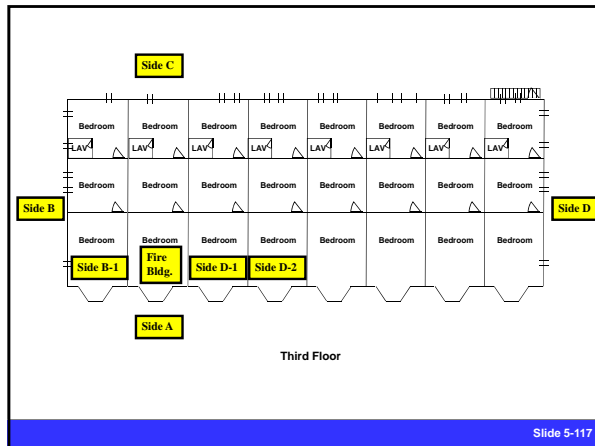 Side C
Bedroom Bedroom Bedroom Bedroom Bedroom Bedroom Bedroom Bedroom
LAV LAV LAV LAV LAV LAV LAV
Bedroom Bedroom Bedroom Bedroom Bedroom Bedroom Bedroom Bedroom
Side B
Side D
Bedroom Bedroom Bedroom Bedroom Bedroom Bedroom Bedroom Bedroom
Side B-1
Fire
Bldg.
Side D-1
Side D-2
Side A
Third Floor
Slide 5-117